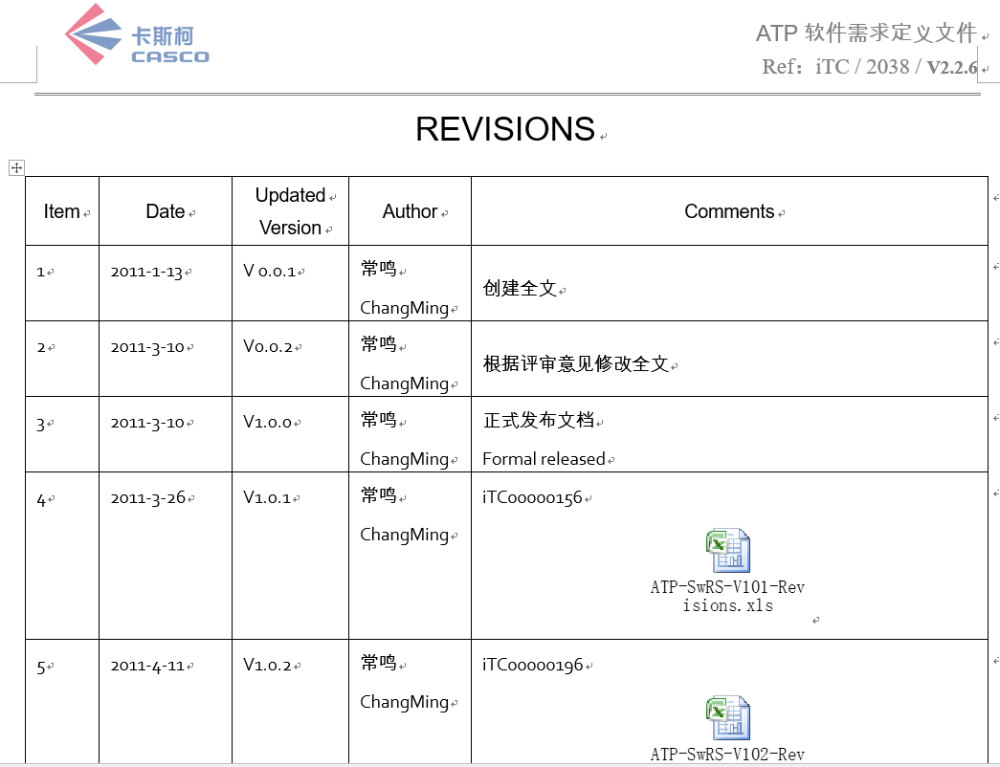 卡斯柯
CASCO
ATP 软件需求定义文件
Ref：iTC / 2038 / V2.2.6
REVISIONS
Item Date Updated Version Author Comments
1 2011-1-13 V 0.0.1 常鸣 ChangMing 创建全文
2 2011-3-10 V0.0.2 常鸣 ChangMing 根据评审意见修改全文
3 2011-3-10 V1.0.0 常鸣 ChangMing 正式发布文档 Formal released
4 2011-3-26 V1.0.1 常鸣 ChangMing iTC00000156
ATP-SwRS-V101-Rev
isions.xls
5 2011-4-11 V1.0.2 常鸣 ChangMing iTC00000196
ATP-SwRS-V102-Rev